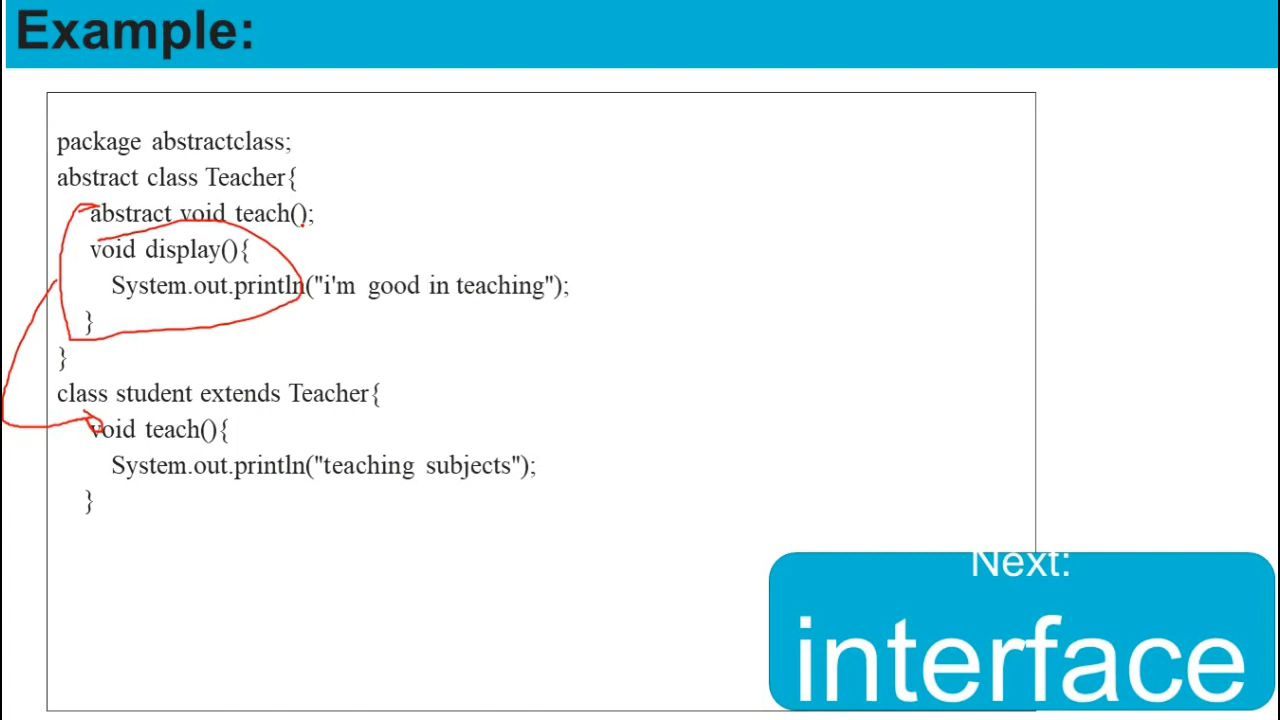 Example:
package abstractclass;
abstract class Teacher{
abstract void teach();
void display(){
System.out.println("i'm good in teaching");
}
}
class student extends Teacher{
void teach(){
System.out.println("teaching subjects");
}
Next:
interface